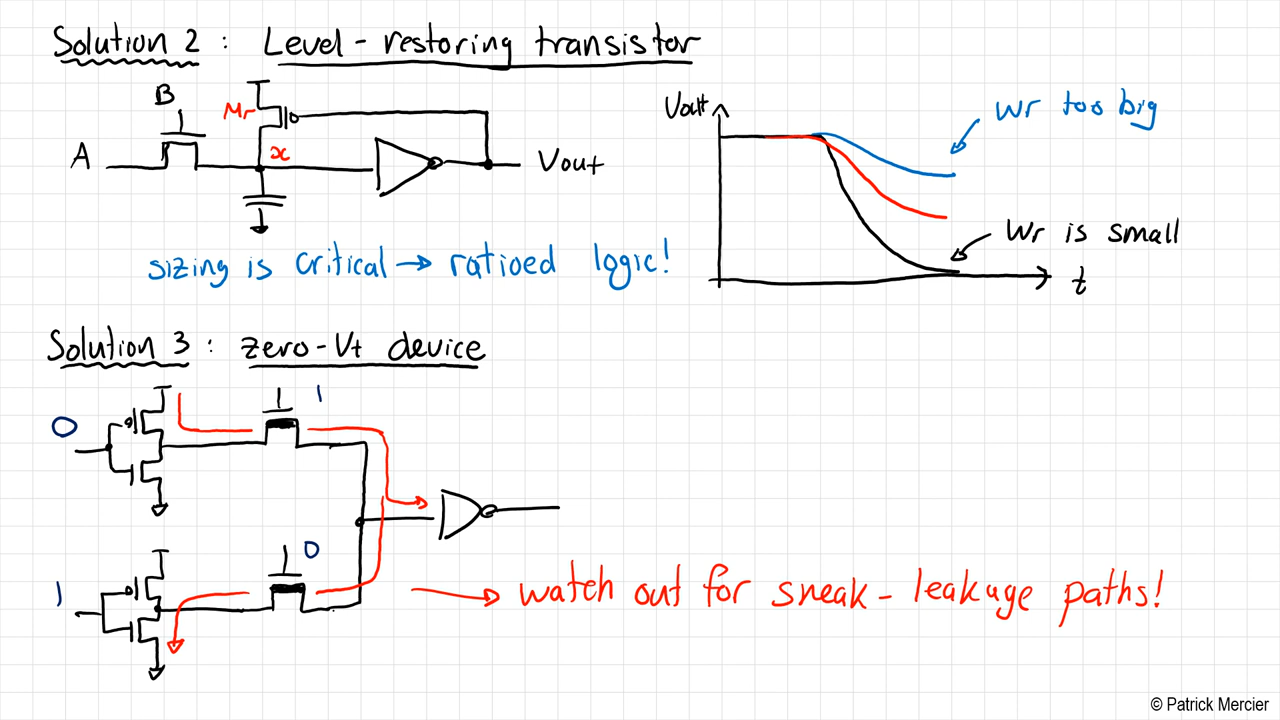 Solution 2 : Level-restoring transistor
B
Mr
A
x
Vout
sizing is critical → ratioed logic!
Vout
Wr too big
Wr is small
t
Solution 3 : zero-Vt device
0
1
0
1
→ watch out for sneak-leakage paths!
© Patrick Mercier